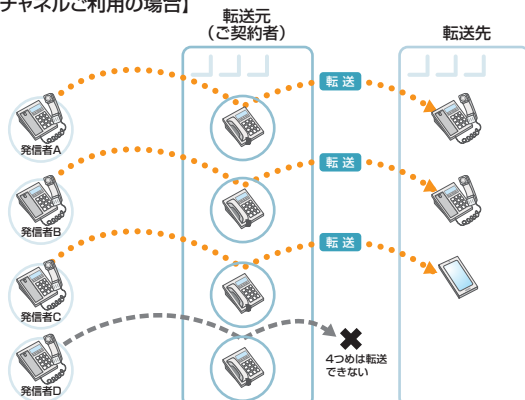 チャネルご利用の場合】
転送元
(ご契約者)
転送先
転送
発信者A
転送
発信者B
転送
発信者C
4つめは転送
できない
発信者D